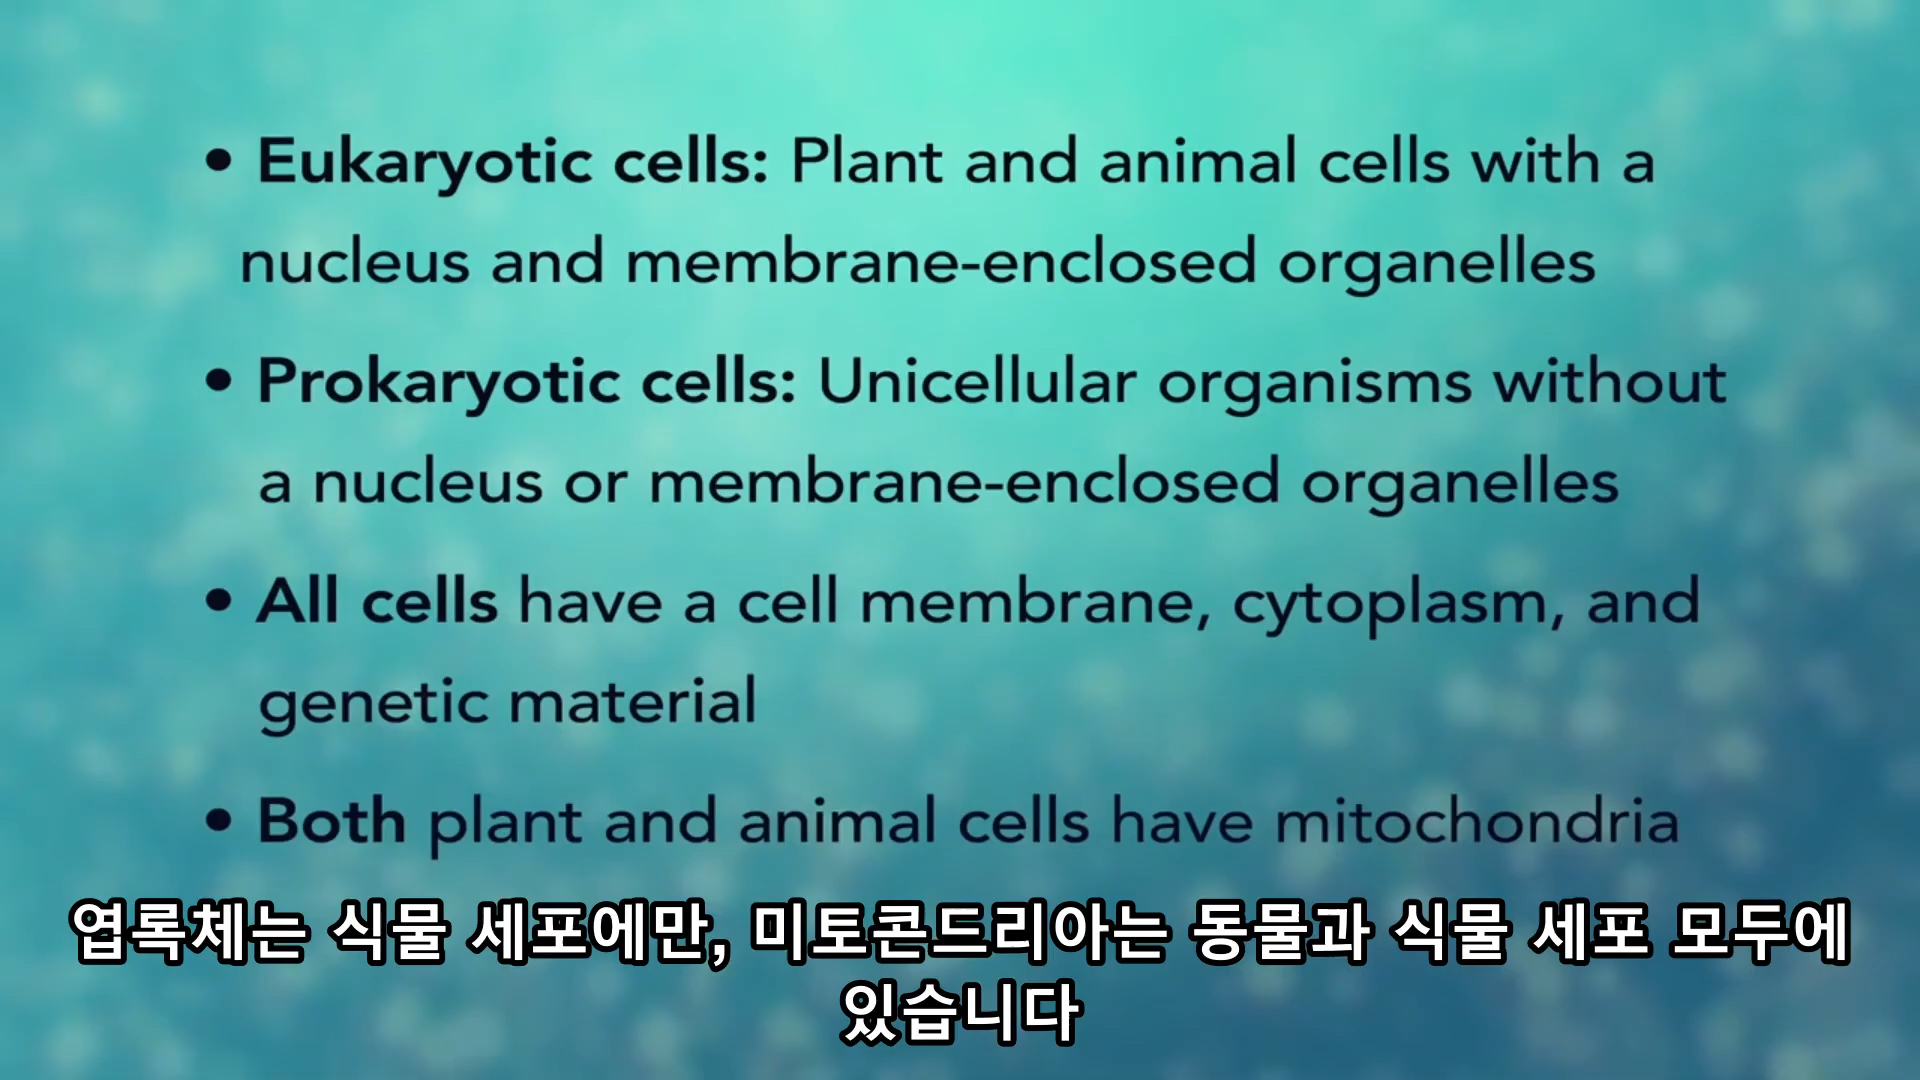 • Eukaryotic cells: Plant and animal cells with a
nucleus and membrane-enclosed organelles
• Prokaryotic cells: Unicellular organisms without
a nucleus or membrane-enclosed organelles
• All cells have a cell membrane, cytoplasm, and
genetic material
• Both plant and animal cells have mitochondria
엽록체는 식물 세포에만, 미토콘드리아는 동물과 식물 세포 모두에
있습니다